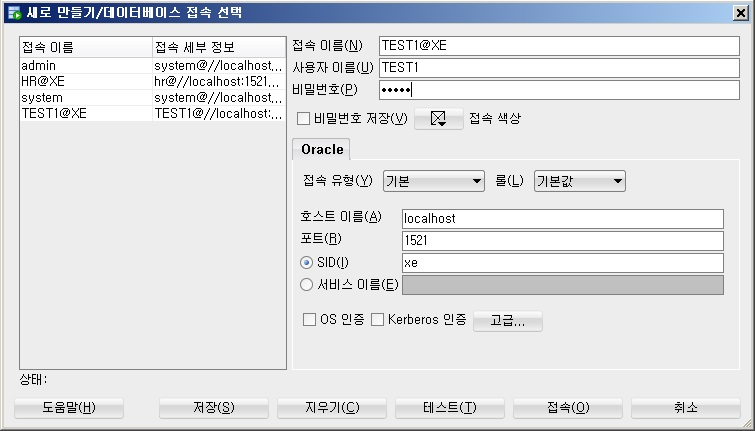 새로 만들기/데이터베이스 접속 선택
접속 이름 접속 세부 정보
admin system@//localhost...
HR@XE hr@//localhost:1521...
system system@//localhost...
TEST1@XE TEST1@//localhost:...
접속 이름(N) TEST1@XE
사용자 이름(U) TEST1
비밀번호(P) •••••
비밀번호 저장(V) 접속 색상
Oracle
접속 유형(Y) 기본 롤(L) 기본값
호스트 이름(A) localhost
포트(R) 1521
SID(I) xe
서비스 이름(E)
OS 인증 Kerberos 인증 고급...
상태:
도움말(H) 저장(S) 지우기(C) 테스트(T) 접속(O) 취소